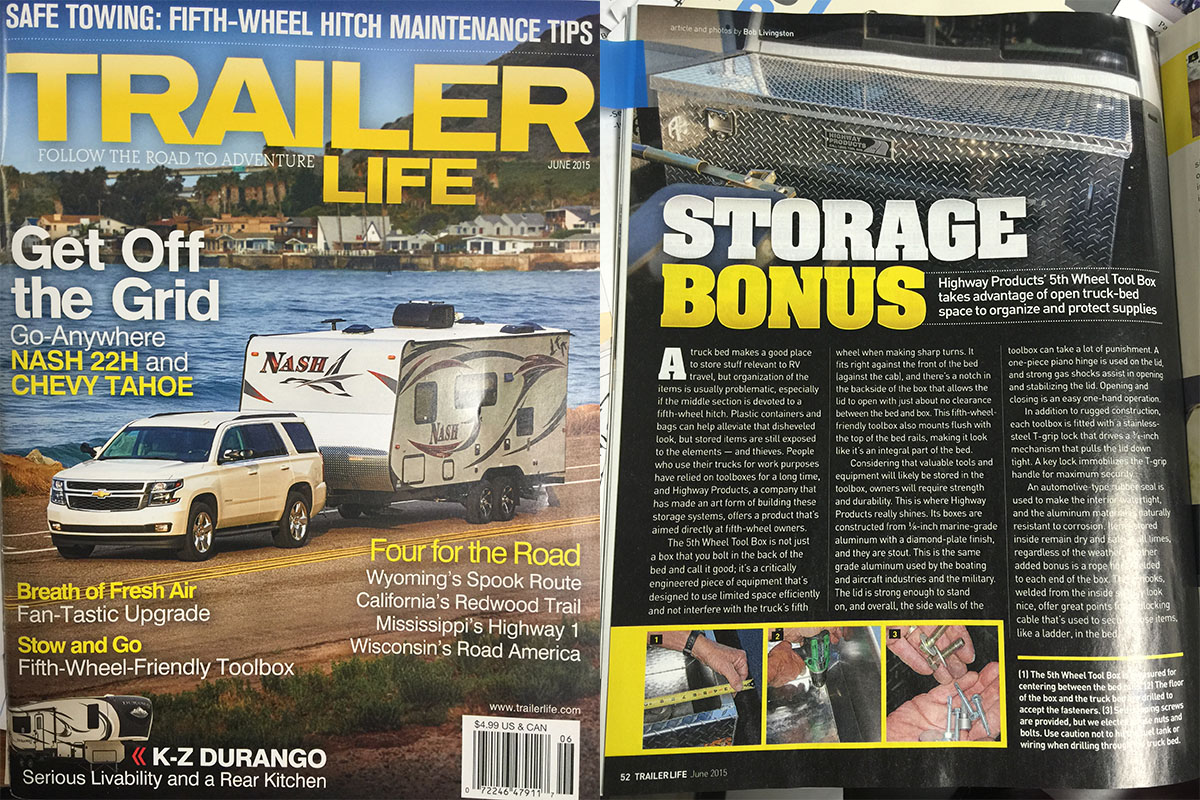 SAFE TOWING: FIFTH-WHEEL HITCH MAINTENANCE TIPS
TRAILER
LIFE
FOLLOW THE ROAD TO ADVENTURE
JUNE 2015
Get Off
the Grid
Go-Anywhere
NASH 22H and
CHEVY TAHOE
NASH
NASH
Breath of Fresh Air
Fan-Tastic Upgrade
Stow and Go
Fifth-Wheel-Friendly Toolbox
Four for the Road
Wyoming's Spook Route
California's Redwood Trail
Mississippi's Highway 1
Wisconsin's Road America
www.trailerlife.com
$4.99 US & CAN
06
0 72246 47911 7
« K-Z DURANGO
Serious Livability and a Rear Kitchen
article and photos by Bob Livingston
HIGHWAY
PRODUCTS
STORAGE
BONUS
Highway Products' 5th Wheel Tool Box
takes advantage of open truck-bed
space to organize and protect supplies
A truck bed makes a good place
to store stuff relevant to RV
travel, but organization of the
items is usually problematic, especially
if the middle section is devoted to a
fifth-wheel hitch. Plastic containers and
bags can help alleviate that disheveled
look, but stored items are still exposed
to the elements — and thieves. People
who use their trucks for work purposes
have relied on toolboxes for a long time,
and Highway Products, a company that
has made an art form of building these
storage systems, offers a product that's
aimed directly at fifth-wheel owners.
The 5th Wheel Tool Box is not just
a box that you bolt in the back of the
bed and call it good; it's a critically
engineered piece of equipment that's
designed to use limited space efficiently
and not interfere with the truck's fifth
wheel when making sharp turns. It
fits right against the front of the bed
(against the cab), and there's a notch in
the backside of the box that allows the
lid to open with just about no clearance
between the bed and box. This fifth-wheel-
friendly toolbox also mounts flush with
the top of the bed rails, making it look
like it's an integral part of the bed.
Considering that valuable tools and
equipment will likely be stored in the
toolbox, owners will require strength
and durability. This is where Highway
Products really shines. Its boxes are
constructed from ⅛-inch marine-grade
aluminum with a diamond-plate finish,
and they are stout. This is the same
grade aluminum used by the boating
and aircraft industries and the military.
The lid is strong enough to stand
on, and overall, the side walls of the
toolbox can take a lot of punishment. A
one-piece piano hinge is used on the lid
and strong gas shocks assist in opening
and stabilizing the lid. Opening and
closing is an easy one-hand operation.
In addition to rugged construction,
each toolbox is fitted with a stainless-
steel T-grip lock that drives a -inch
mechanism that pulls the lid down
tight. A key lock immobilizes the T-grip
handle for maximum security.
An automotive-type rubber seal is
used to make the interior watertight,
and the aluminum material is naturally
resistant to corrosion. Items stored
inside remain dry and safe at all times,
regardless of the weather. Another
added bonus is a rope hook welded
to each end of the box. The hooks,
welded from the inside so they look
nice, offer great points for locking
cable that's used to secure loose items,
like a ladder, in the bed.
1
2
3
[1] The 5th Wheel Tool Box is measured for
centering between the bed rails. [2] The floor
of the box and the truck bed are drilled to
accept the fasteners. [3] Self-tapping screws
are provided, but we elected to use nuts and
bolts. Use caution not to hit the fuel tank or
wiring when drilling through the truck bed.
52 TRAILER LIFE June 2015